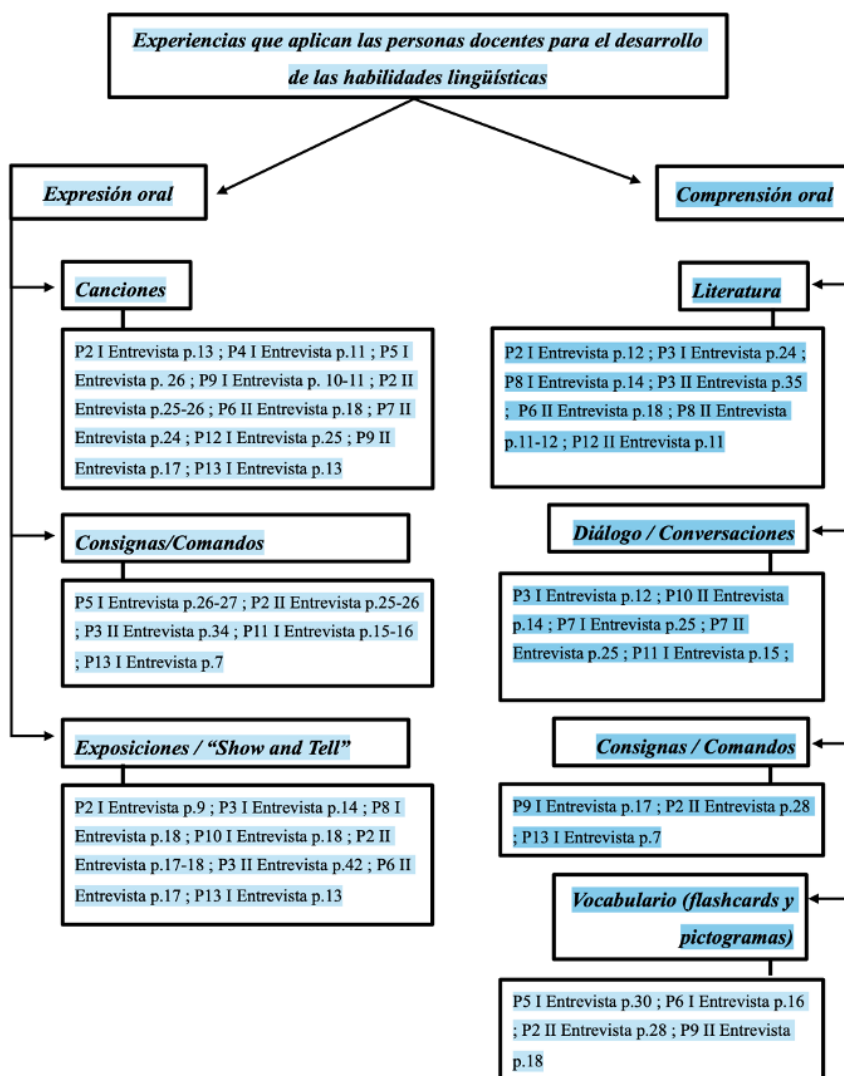 Experiencias que aplican las personas docentes para el desarrollo
de las habilidades lingüísticas
Expresión oral
Canciones
P2 I Entrevista p.13 ; P4 I Entrevista p.11 ; P5 I
Entrevista p. 26 ; P9 I Entrevista p. 10-11 ; P2 II
Entrevista p.25-26 ; P6 II Entrevista p.18 ; P7 II
Entrevista p.24 ; P12 I Entrevista p.25 ; P9 II
Entrevista p.17 ; P13 I Entrevista p.13
Consignas/Comandos
P5 I Entrevista p.26-27 ; P2 II Entrevista p.25-26
; P3 II Entrevista p.34 ; P11 I Entrevista p.15-16
; P13 I Entrevista p.7
Exposiciones / “Show and Tell”
P2 I Entrevista p.9 ; P3 I Entrevista p.14 ; P8 I
Entrevista p.18 ; P10 I Entrevista p.18 ; P2 II
Entrevista p.17-18 ; P3 II Entrevista p.42 ; P6 II
Entrevista p.17 ; P13 I Entrevista p.13
Comprensión oral
Literatura
P2 I Entrevista p.12 ; P3 I Entrevista p.24 ;
P8 I Entrevista p.14 ; P3 II Entrevista p.35
; P6 II Entrevista p.18 ; P8 II Entrevista
p.11-12 ; P12 II Entrevista p.11
Diálogo / Conversaciones
P3 I Entrevista p.12 ; P10 II Entrevista
p.14 ; P7 I Entrevista p.25 ; P7 II
Entrevista p.25 ; P11 I Entrevista p.15 ;
Consignas / Comandos
P9 I Entrevista p.17 ; P2 II Entrevista p.28
; P13 I Entrevista p.7
Vocabulario (flashcards y
pictogramas)
P5 I Entrevista p.30 ; P6 I Entrevista p.16
; P2 II Entrevista p.28 ; P9 II Entrevista
p.18